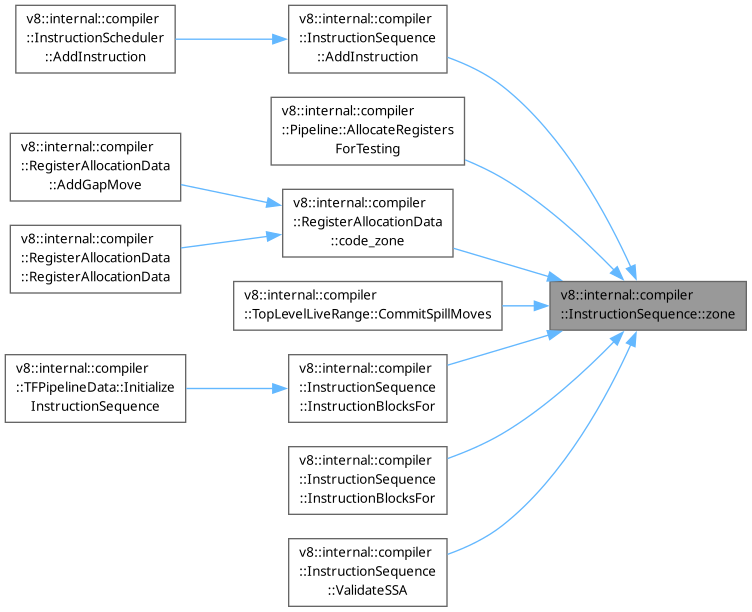 v8::internal::compiler
::InstructionScheduler
::AddInstruction
v8::internal::compiler
::InstructionSequence
::AddInstruction
v8::internal::compiler
::Pipeline::AllocateRegisters
ForTesting
v8::internal::compiler
::RegisterAllocationData
::AddGapMove
v8::internal::compiler
::RegisterAllocationData
::code_zone
v8::internal::compiler
::RegisterAllocationData
::RegisterAllocationData
v8::internal::compiler
::TopLevelLiveRange::CommitSpillMoves
v8::internal::compiler
::InstructionSequence::zone
v8::internal::compiler
::TFPipelineData::Initialize
InstructionSequence
v8::internal::compiler
::InstructionSequence
::InstructionBlocksFor
v8::internal::compiler
::InstructionSequence
::InstructionBlocksFor
v8::internal::compiler
::InstructionSequence
::ValidateSSA